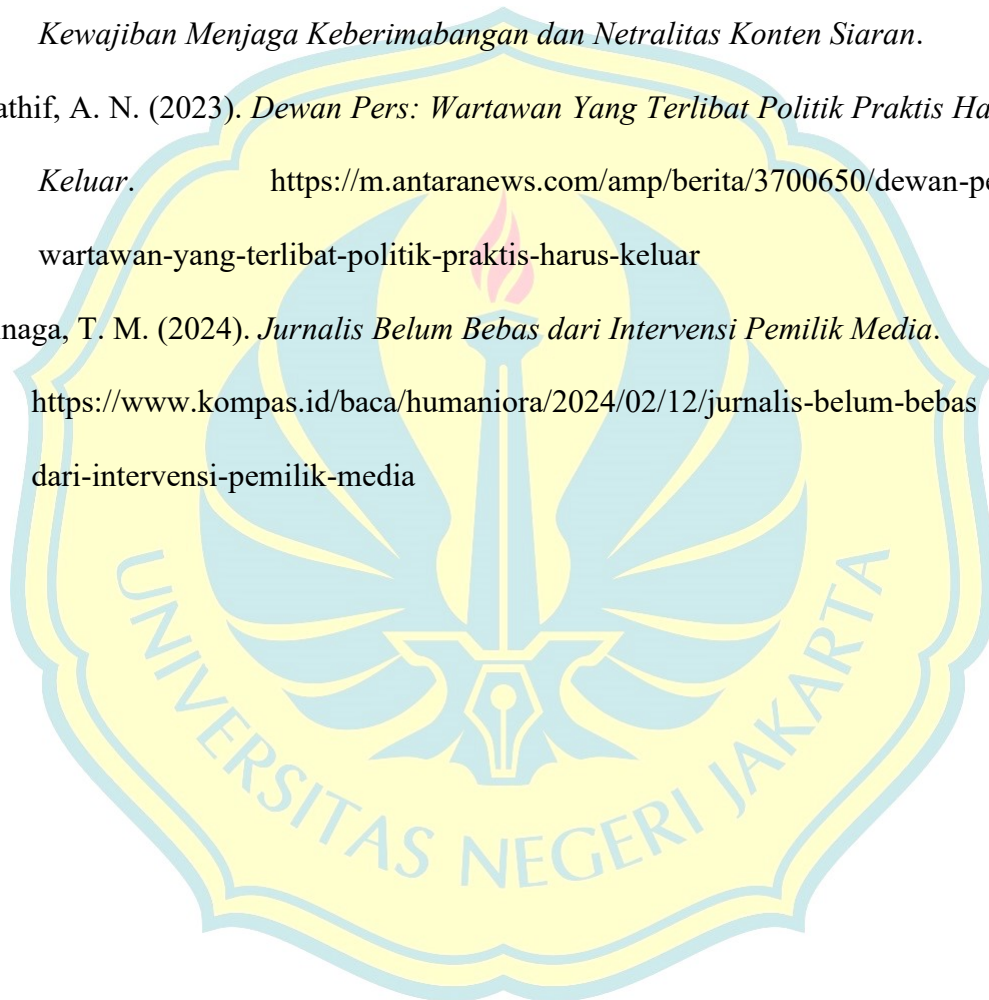 Kewajiban Menjaga Keberimabangan dan Netralitas Konten Siaran.
athif, A. N. (2023). Dewan Pers: Wartawan Yang Terlibat Politik Praktis Ha
Keluar. https://m.antaranews.com/amp/berita/3700650/dewan-pe
wartawan-yang-terlibat-politik-praktis-harus-keluar
naga, T. M. (2024). Jurnalis Belum Bebas dari Intervensi Pemilik Media.
https://www.kompas.id/baca/humaniora/2024/02/12/jurnalis-belum-bebas
dari-intervensi-pemilik-media
UNIVERSITAS NEGERI JAKARTA